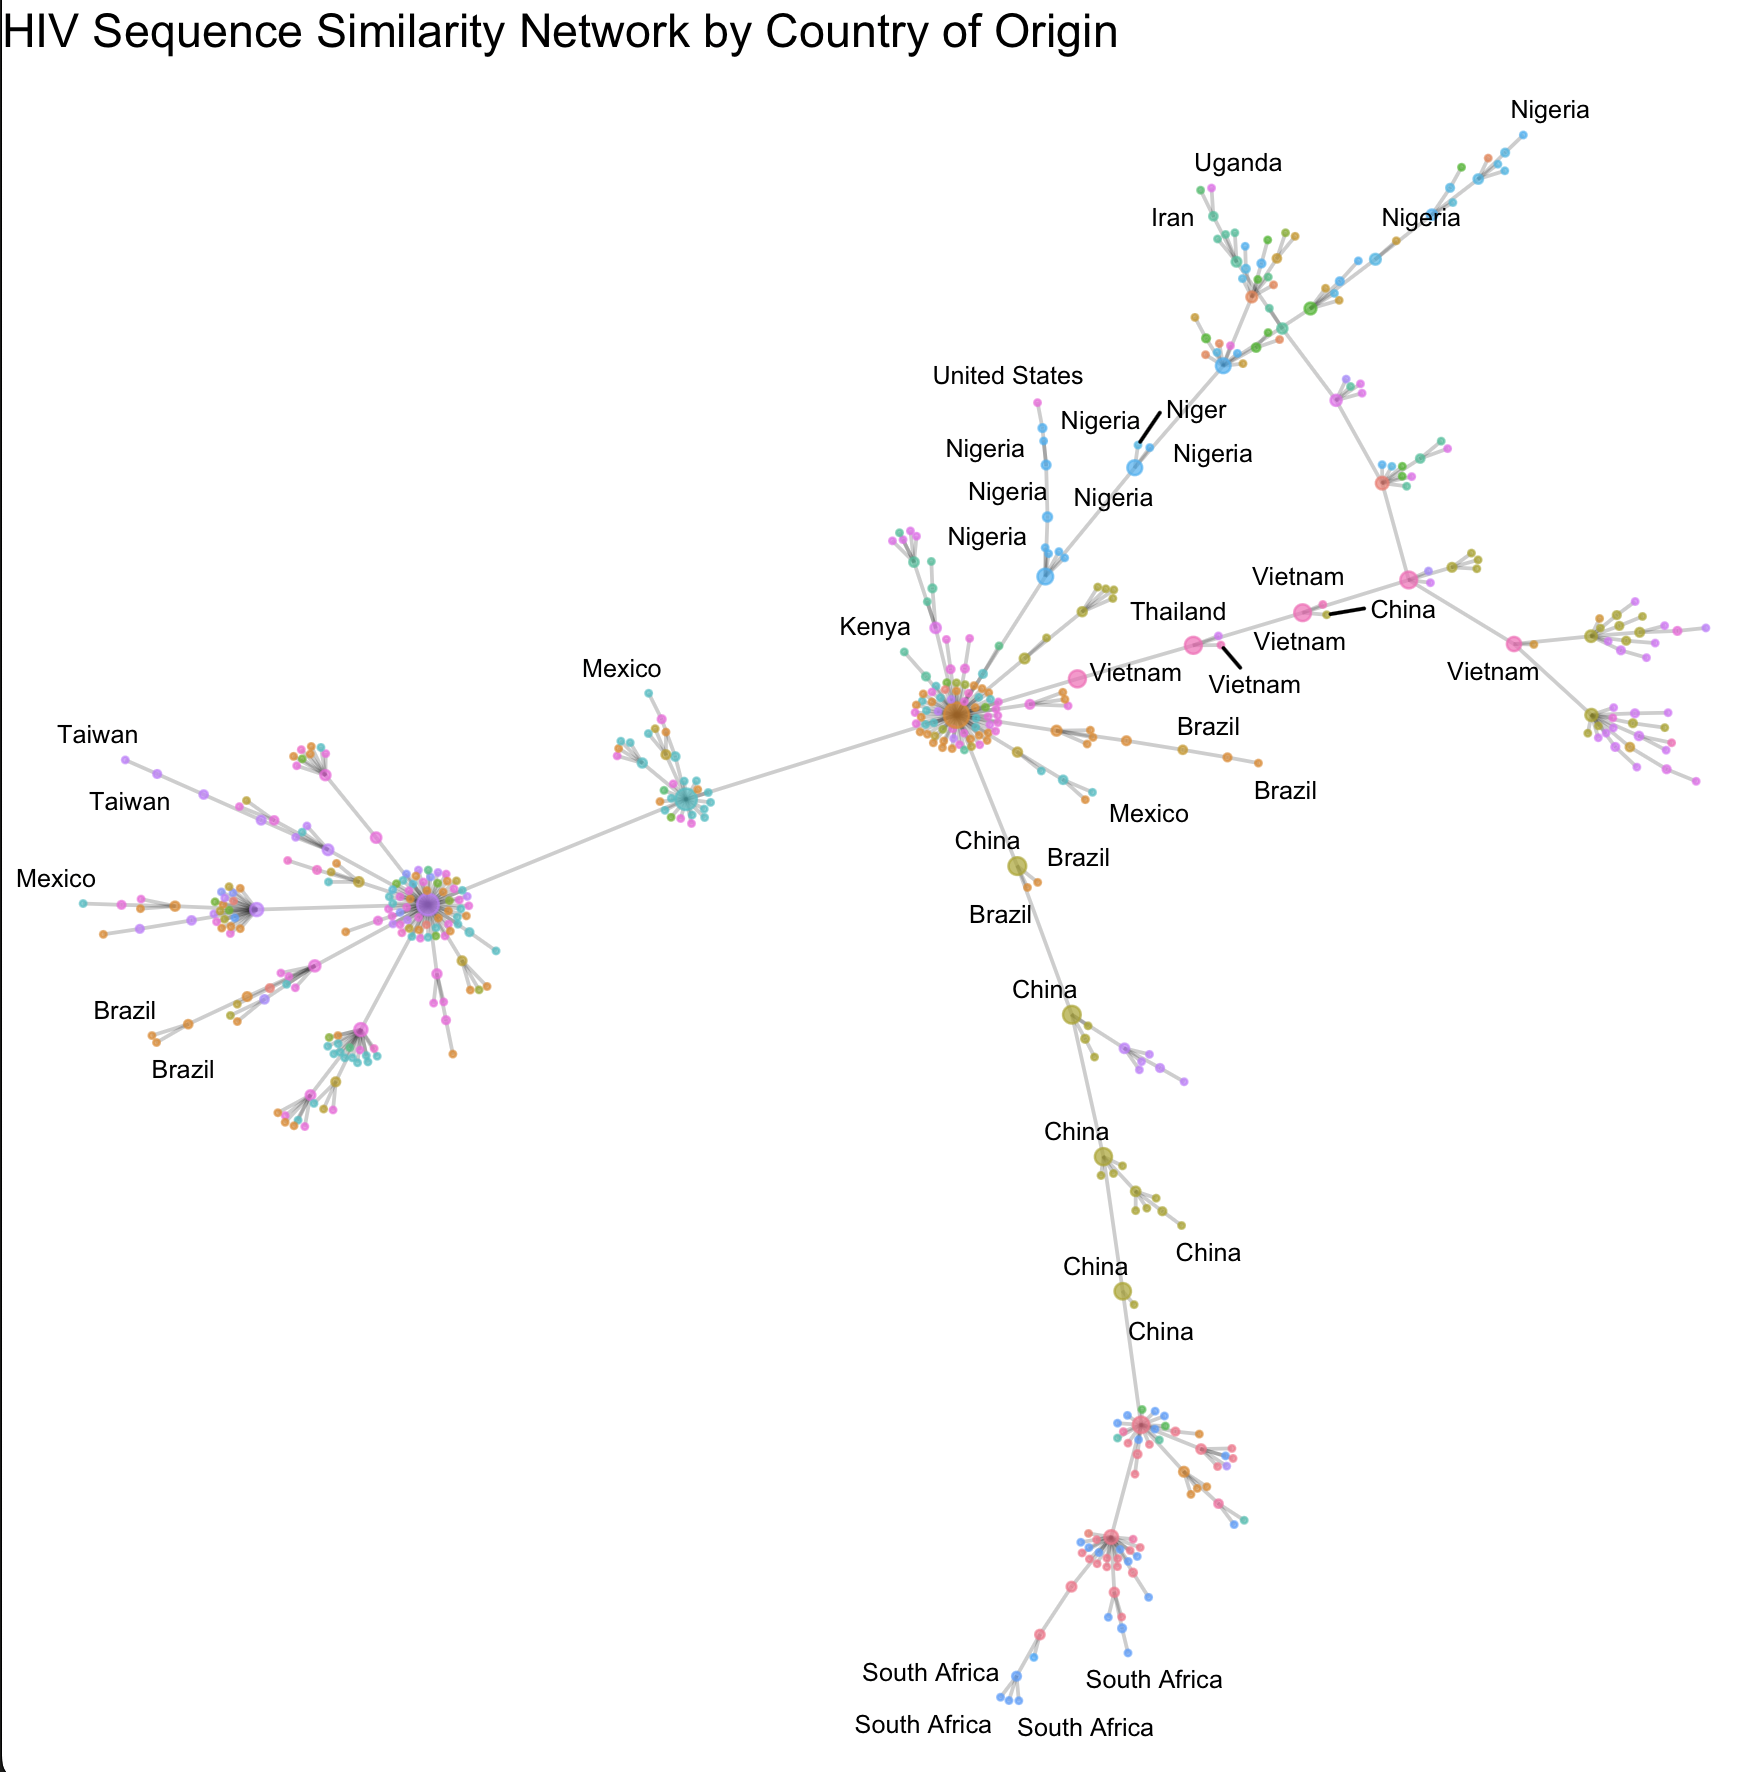 HIV Sequence Similarity Network by Country of Origin
Nigeria
Uganda
Iran
Nigeria
United States
Niger
Nigeria
Nigeria
Nigeria
Nigeria
Nigeria
Nigeria
Vietnam
Thailand
China
Kenya
Vietnam
Mexico
Vietnam
Vietnam
Vietnam
Brazil
Taiwan
Brazil
Taiwan
Mexico
China
Brazil
Mexico
Brazil
China
Brazil
Brazil
China
China
China
China
South Africa
South Africa
South Africa
South Africa